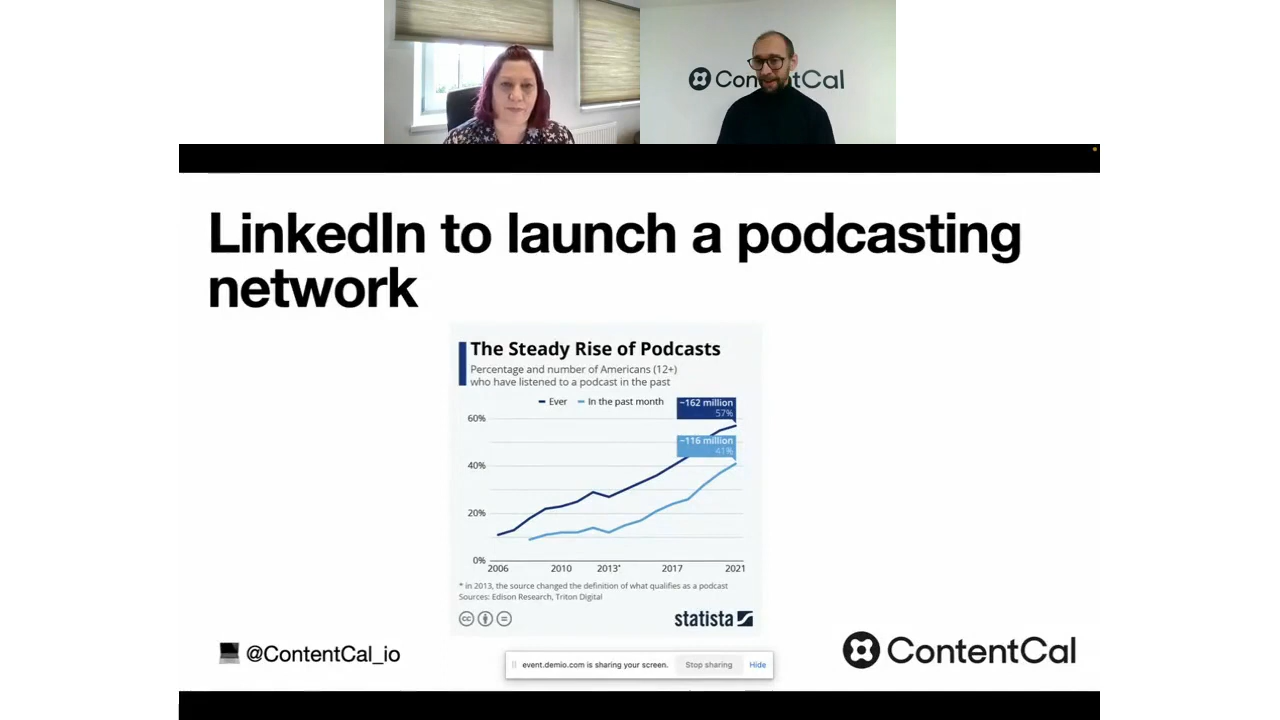 ContentCal
LinkedIn to launch a podcasting
network
The Steady Rise of Podcasts
Percentage and number of Americans (12+)
who have listened to a podcast in the past
Ever In the past month
~162 million
57%
~116 million
41%
60%
40%
20%
0%
2006 2010 2013* 2017 2021
* in 2013, the source changed the definition of what qualifies as a podcast
Sources: Edison Research, Triton Digital
cc
statista
@ContentCal_io
ContentCal
event.demio.com is sharing your screen. Stop sharing Hide